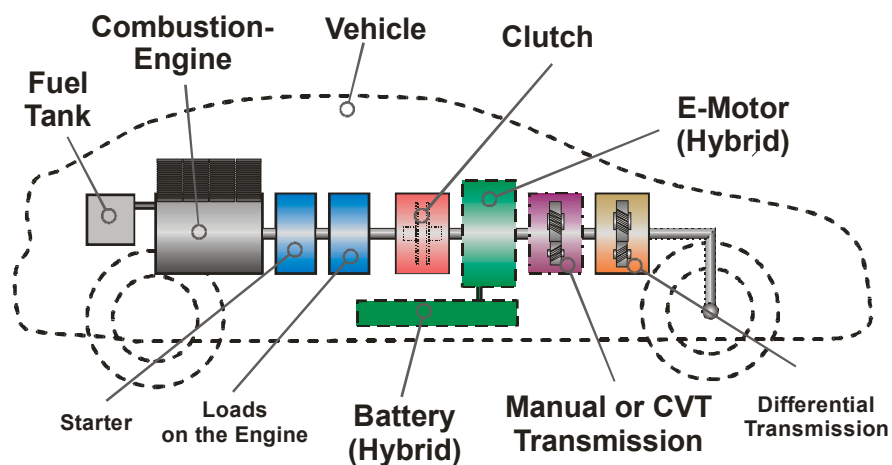 Combustion-
Engine
Vehicle
Clutch
Fuel
Tank
E-Motor
(Hybrid)
Starter
Loads
on the Engine
Battery
(Hybrid)
Manual or CVT
Transmission
Differential
Transmission